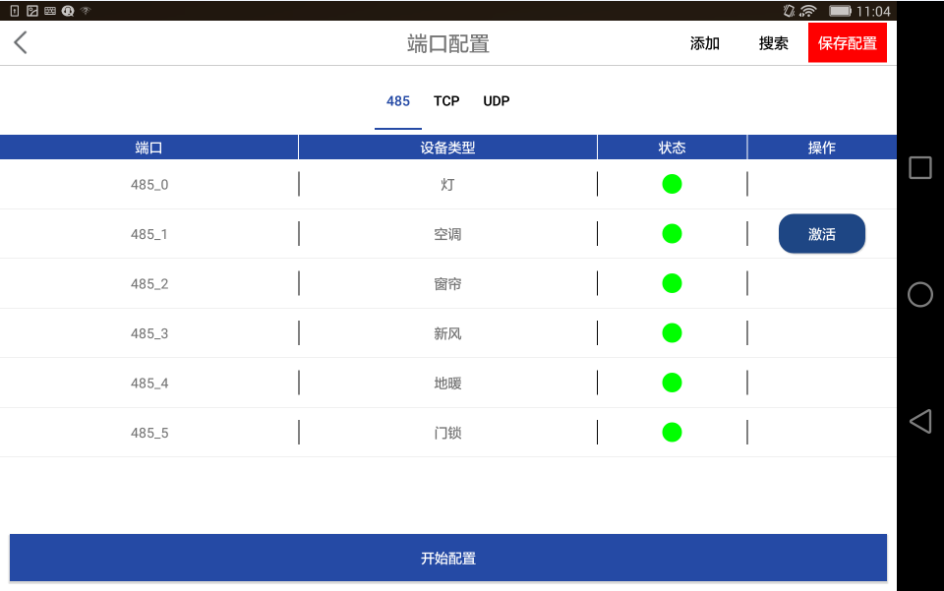 11:04
端口配置 添加 搜索 保存配置
485 TCP UDP
端口 设备类型 状态 操作
485_0 灯
485_1 空调 激活
485_2 窗帘
485_3 新风
485_4 地暖
485_5 门锁
开始配置